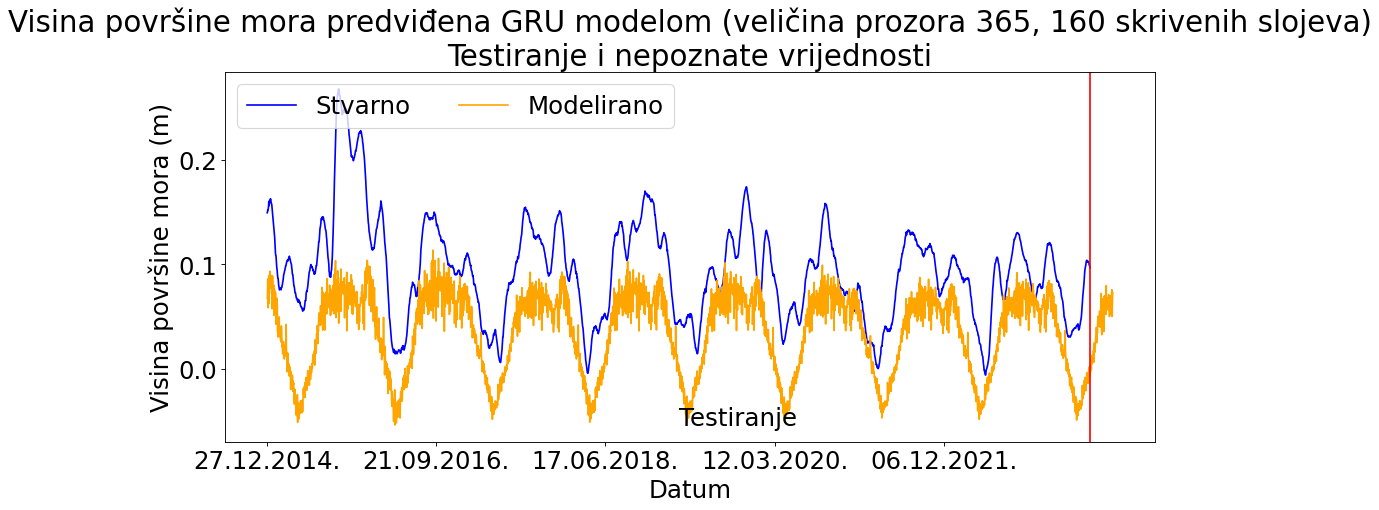 Visina površine mora predviđena GRU modelom (veličina prozora 365, 160 skrivenih slojeva)
Testiranje i nepoznate vrijednosti
Stvarno
Modelirano
Visina površine mora (m)
0.2
0.1
0.0
Testiranje
27.12.2014.
21.09.2016.
17.06.2018.
12.03.2020.
06.12.2021.
Datum